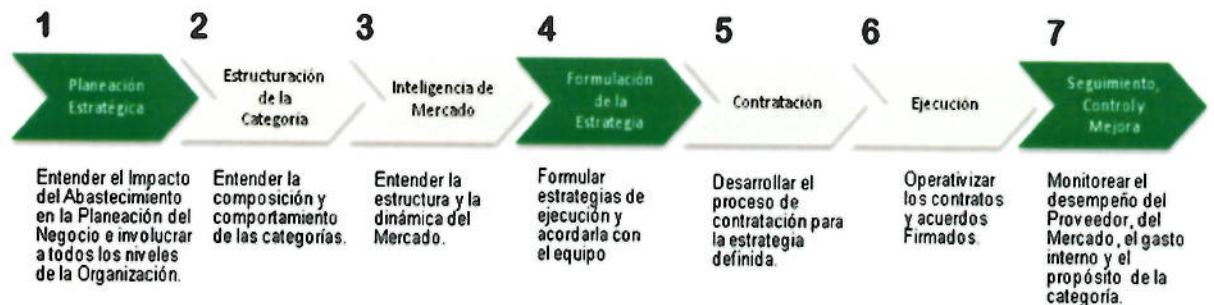 1
2
3
4
5
6
7
Planeación
Estratégica
Estructuración
de la
Categoría
Inteligencia de
Mercado
Formulación
de la
Estrategia
Contratación
Ejecución
Seguimiento,
Control y
Mejora
Entender el Impacto
del Abastecimiento
en la Planeación del
Negocio e involucrar
a todos los niveles
de la Organización.
Entender la
composición y
comportamiento
de las categorías.
Entender la
estructura y la
dinámica del
Mercado.
Formular
estrategias de
ejecución y
acordarla con
el equipo
Desarrollar el
proceso de
contratación para
la estrategia
definida.
Operativizar
los contratos
y acuerdos
Firmados.
Monitorear el
desempeño del
Proveedor, del
Mercado, el gasto
interno y el
propósito de la
categoría.